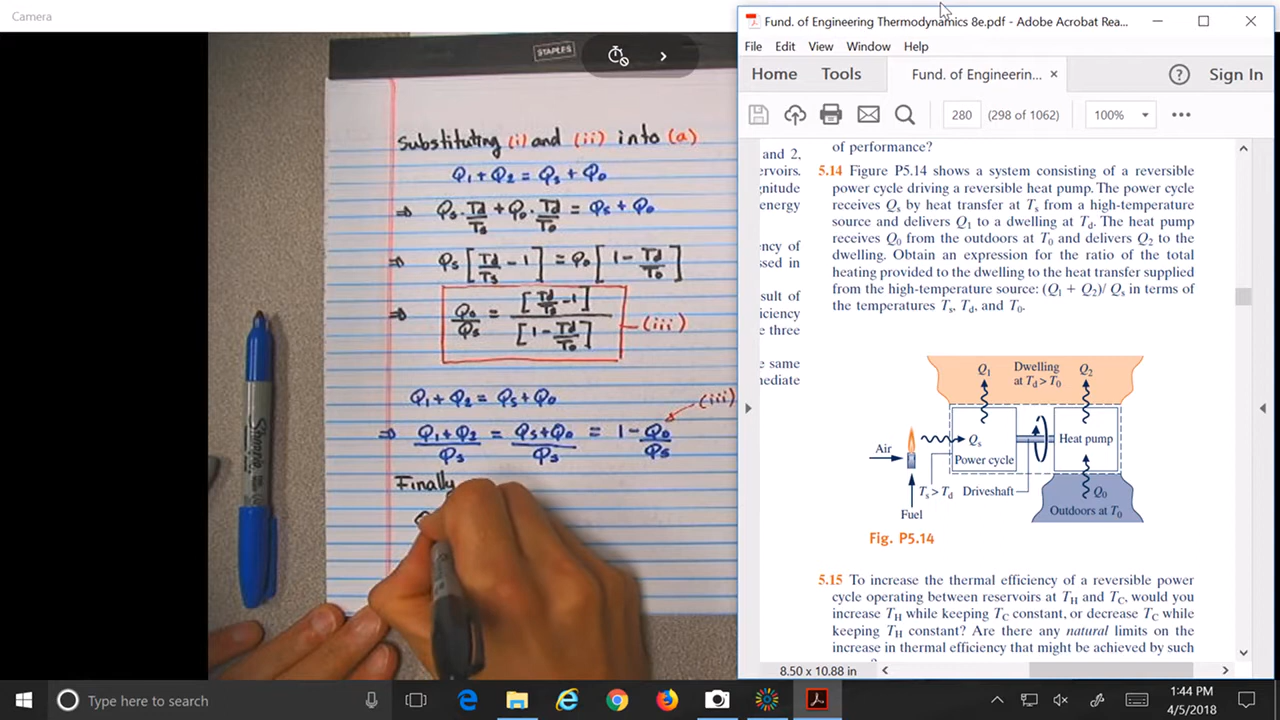 Camera
STAPLES
Substituting (i) and (ii) into (a)
Q1 + Q2 = Qs + Q0
⇒ Qs · Td/Ts + Q0 · Td/T0 = Qs + Q0
⇒ Qs [Td/Ts - 1] = Q0 [1 - Td/T0]
⇒ Q0/Qs = [Td/Ts - 1] / [1 - Td/T0] - (iii)
Q1 + Q2 = Qs + Q0
(iii)
⇒ Q1+Q2/Qs = Qs+Q0/Qs = 1 - Q0/Qs
Finally
Sharpie
Fund. of Engineering Thermodynamics 8e.pdf - Adobe Acrobat Rea...
File Edit View Window Help
Home Tools Fund. of Engineerin... × ? Sign In
280 (298 of 1062) 100%
and 2,
ervoirs.
gnitude
energy
ency of
ssed in
sult of
ficiency
e three
e same
mediate
of performance?
5.14 Figure P5.14 shows a system consisting of a reversible
power cycle driving a reversible heat pump. The power cycle
receives Qs by heat transfer at Ts from a high-temperature
source and delivers Q1 to a dwelling at Td. The heat pump
receives Q0 from the outdoors at T0 and delivers Q2 to the
dwelling. Obtain an expression for the ratio of the total
heating provided to the dwelling to the heat transfer supplied
from the high-temperature source: (Q1 + Q2)/ Qs in terms of
the temperatures Ts, Td, and T0.
Q1 Dwelling Q2
at Td > T0
Qs Heat pump
Air Power cycle
Ts > Td Driveshaft Q0
Fuel Outdoors at T0
Fig. P5.14
5.15 To increase the thermal efficiency of a reversible power
cycle operating between reservoirs at TH and TC, would you
increase TH while keeping TC constant, or decrease TC while
keeping TH constant? Are there any natural limits on the
increase in thermal efficiency that might be achieved by such
8.50 x 10.88 in
Type here to search
1:44 PM
4/5/2018